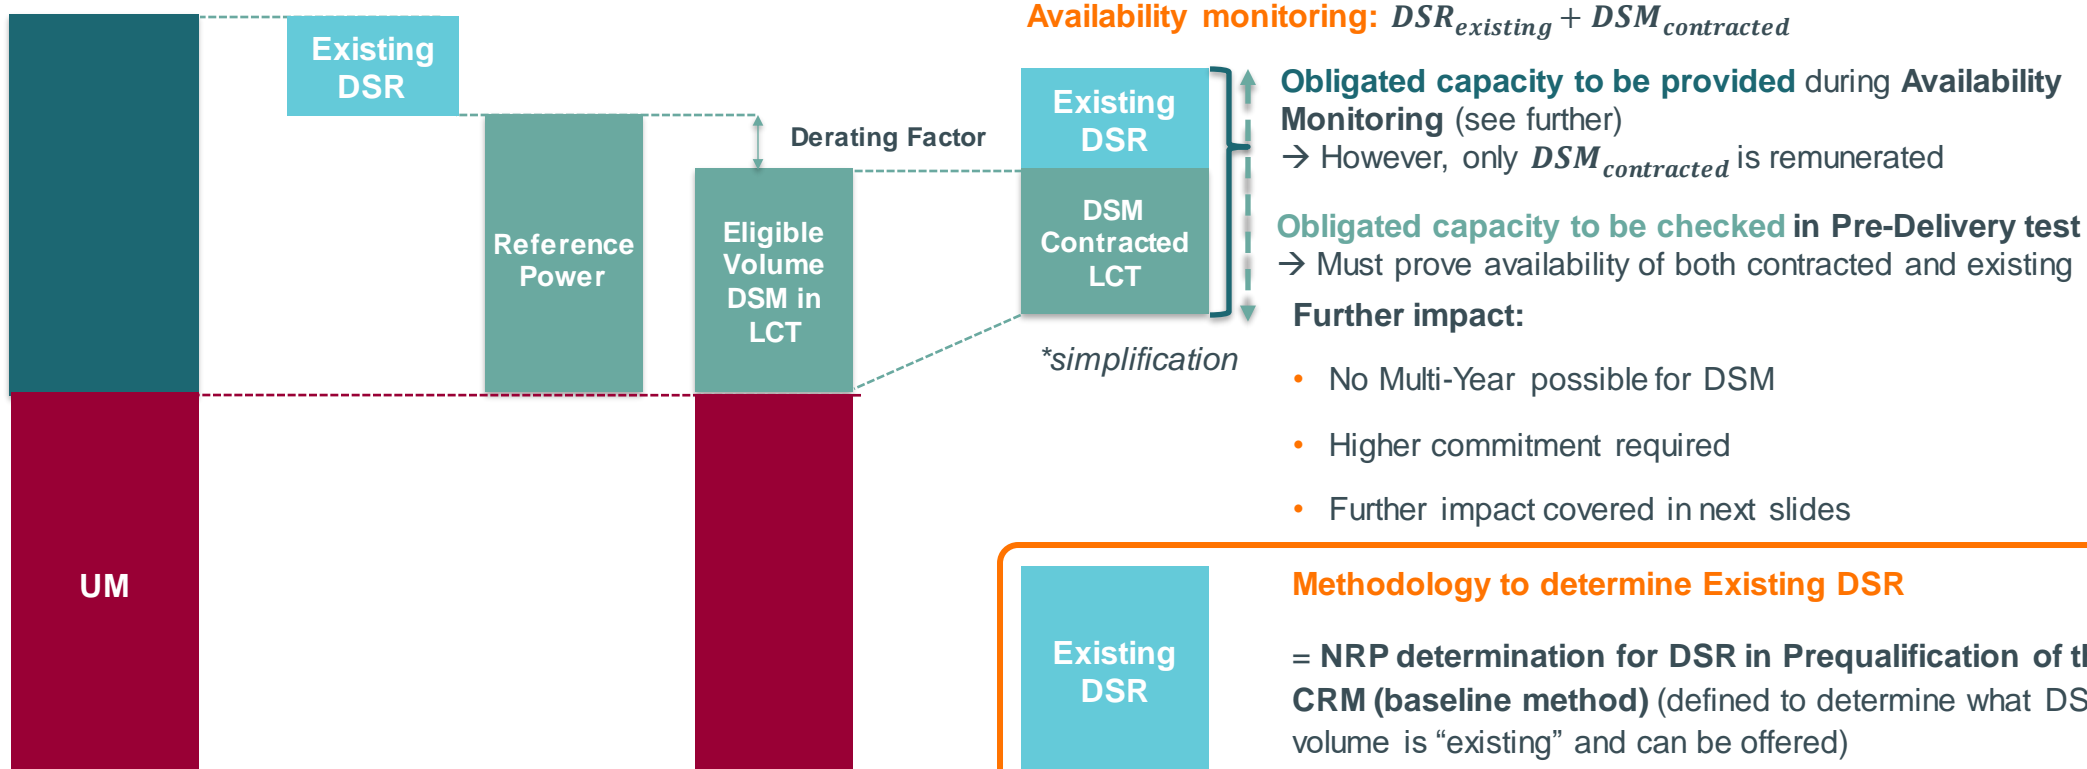 Availability monitoring: DSR_existing + DSM_contracted
Existing
DSR
Reference
Power
Derating Factor
Eligible
Volume
DSM in
LCT
UM
Existing
DSR
DSM
Contracted
LCT
*simplification
Obligated capacity to be provided during Availability
Monitoring (see further)
→ However, only DSM_contracted is remunerated
Obligated capacity to be checked in Pre-Delivery test
→ Must prove availability of both contracted and existing
Further impact:
• No Multi-Year possible for DSM
• Higher commitment required
• Further impact covered in next slides
Existing
DSR
Methodology to determine Existing DSR
= NRP determination for DSR in Prequalification of
CRM (baseline method) (defined to determine what
volume is “existing” and can be offered)